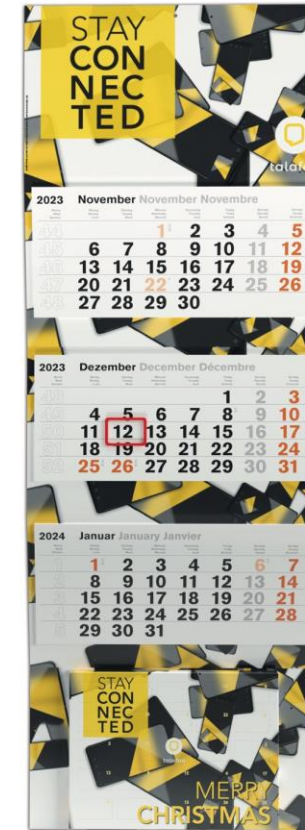 STAY
CON
NEC
TED
2023 November November Novembre
1 2 3 4 5
6 7 8 9 10 11 12
13 14 15 16 17 18 19
20 21 22 23 24 25 26
27 28 29 30
2023 Dezember December Décembre
1 2 3
4 5 6 7 8 9 10
11 12 13 14 15 16 17
18 19 20 21 22 23 24
25 26 27 28 29 30 31
2024 Januar January Janvier
1 2 3 4 5 6 7
8 9 10 11 12 13 14
15 16 17 18 19 20 21
22 23 24 25 26 27 28
29 30 31
STAY
CON
NEC
TED
MERRY
CHRISTMAS